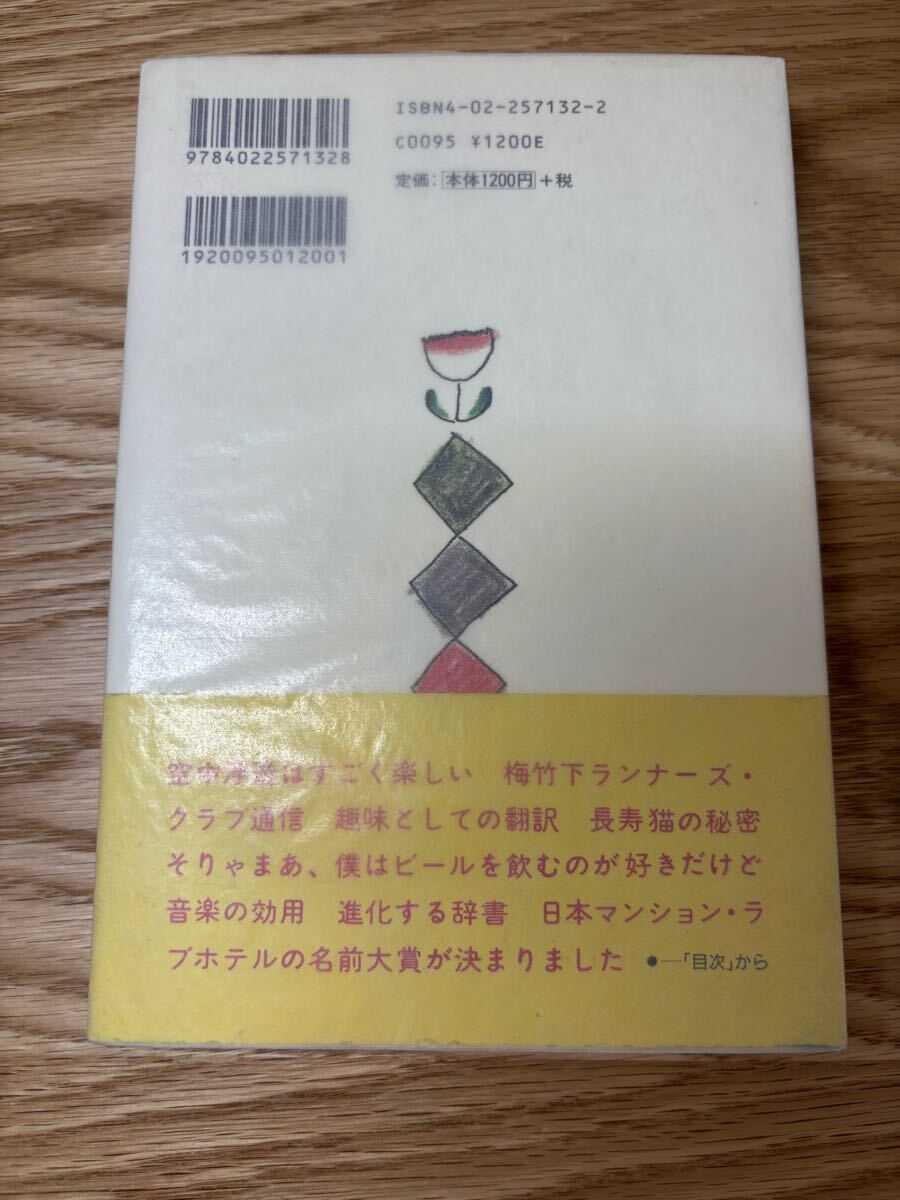 ISBN4-02-257132-2
C0095 ¥1200E
定価：本体1200円+税
9784022571328
1920095012001
空中浮遊はすごく楽しい　梅竹下ランナーズ・
クラブ通信　趣味としての翻訳　長寿猫の秘密
そりゃまあ、僕はビールを飲むのが好きだけど
音楽の効用　進化する辞書　日本マンション・ラ
ブホテルの名前大賞が決まりました　●―「目次」から